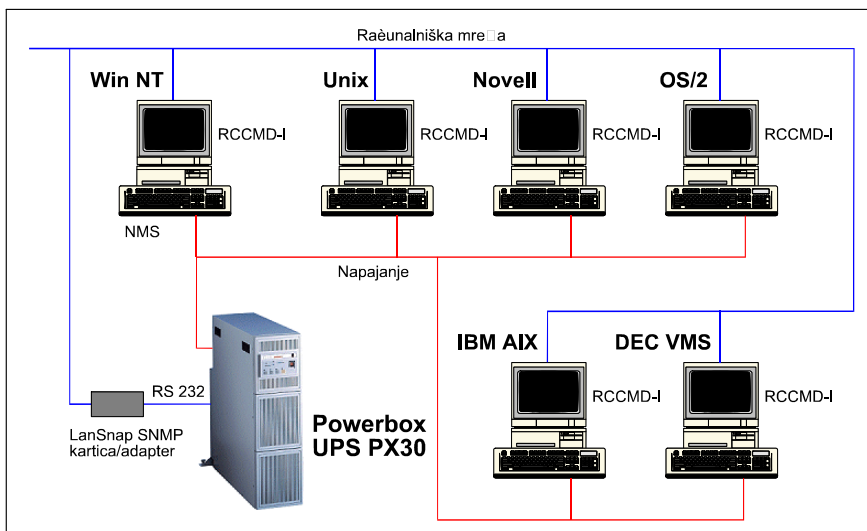 Raèunalniška mre□a
Win NT
Unix
Novell
OS/2
RCCMD-I
RCCMD-I
RCCMD-I
RCCMD-I
NMS
Napajanje
IBM AIX
DEC VMS
RCCMD-I
RCCMD-I
RS 232
LanSnap SNMP
kartica/adapter
Powerbox
UPS PX30